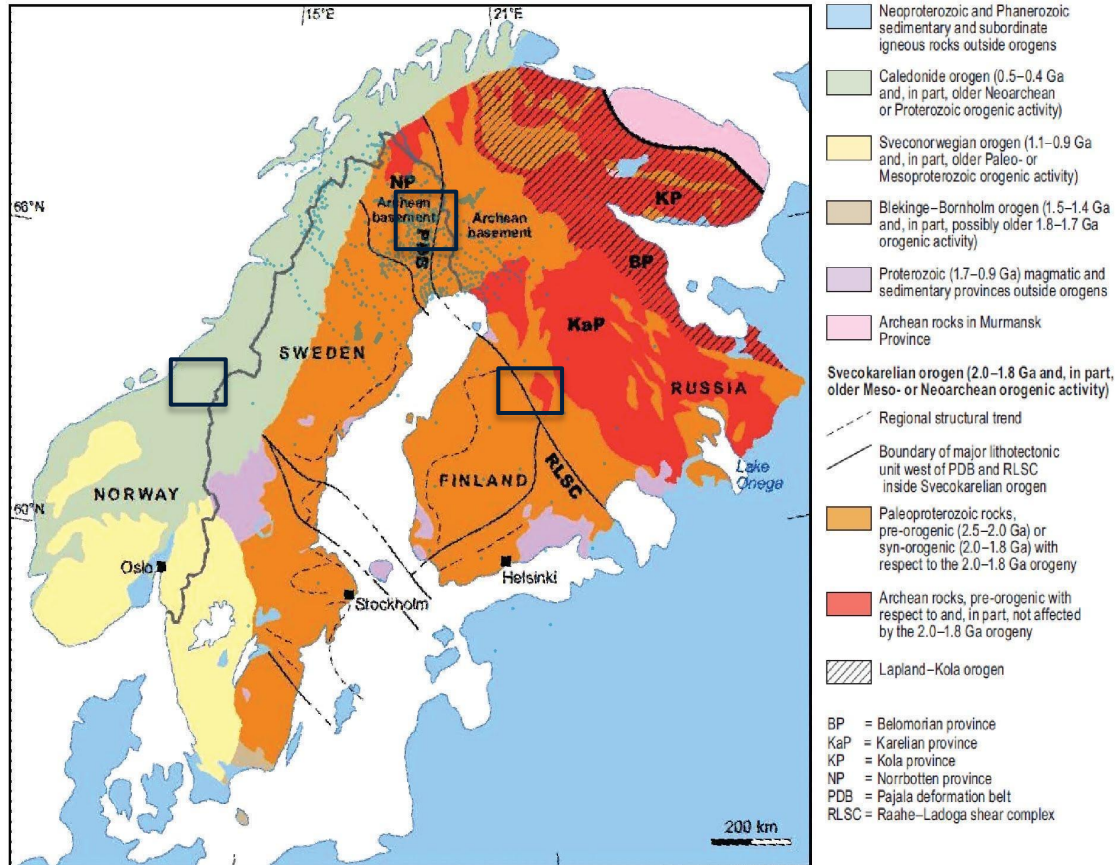 15°E
21°E
66°N
60°N
NP
Archean
basement
Archean
basement
PDB
KP
BP
KaP
SWEDEN
RUSSIA
NORWAY
FINLAND
RLSC
Lake
Onega
Oslo
Helsinki
Stockholm
200 km
Neoproterozoic and Phanerozoic
sedimentary and subordinate
igneous rocks outside orogens
Caledonide orogen (0.5–0.4 Ga
and, in part, older Neoarchean
or Proterozoic orogenic activity)
Sveconorwegian orogen (1.1–0.9 Ga
and, in part, older Paleo- or
Mesoproterozoic orogenic activity)
Blekinge–Bornholm orogen (1.5–1.4 Ga
and, in part, possibly older 1.8–1.7 Ga
orogenic activity)
Proterozoic (1.7–0.9 Ga) magmatic and
sedimentary provinces outside orogens
Archean rocks in Murmansk
Province
Svecokarelian orogen (2.0–1.8 Ga and, in part,
older Meso- or Neoarchean orogenic activity)
Regional structural trend
Boundary of major lithotectonic
unit west of PDB and RLSC
inside Svecokarelian orogen
Paleoproterozoic rocks,
pre-orogenic (2.5–2.0 Ga) or
syn-orogenic (2.0–1.8 Ga) with
respect to the 2.0–1.8 Ga orogeny
Archean rocks, pre-orogenic with
respect to and, in part, not affected
by the 2.0–1.8 Ga orogeny
Lapland–Kola orogen
BP = Belomorian province
KaP = Karelian province
KP = Kola province
NP = Norrbotten province
PDB = Pajala deformation belt
RLSC = Raahe–Ladoga shear complex